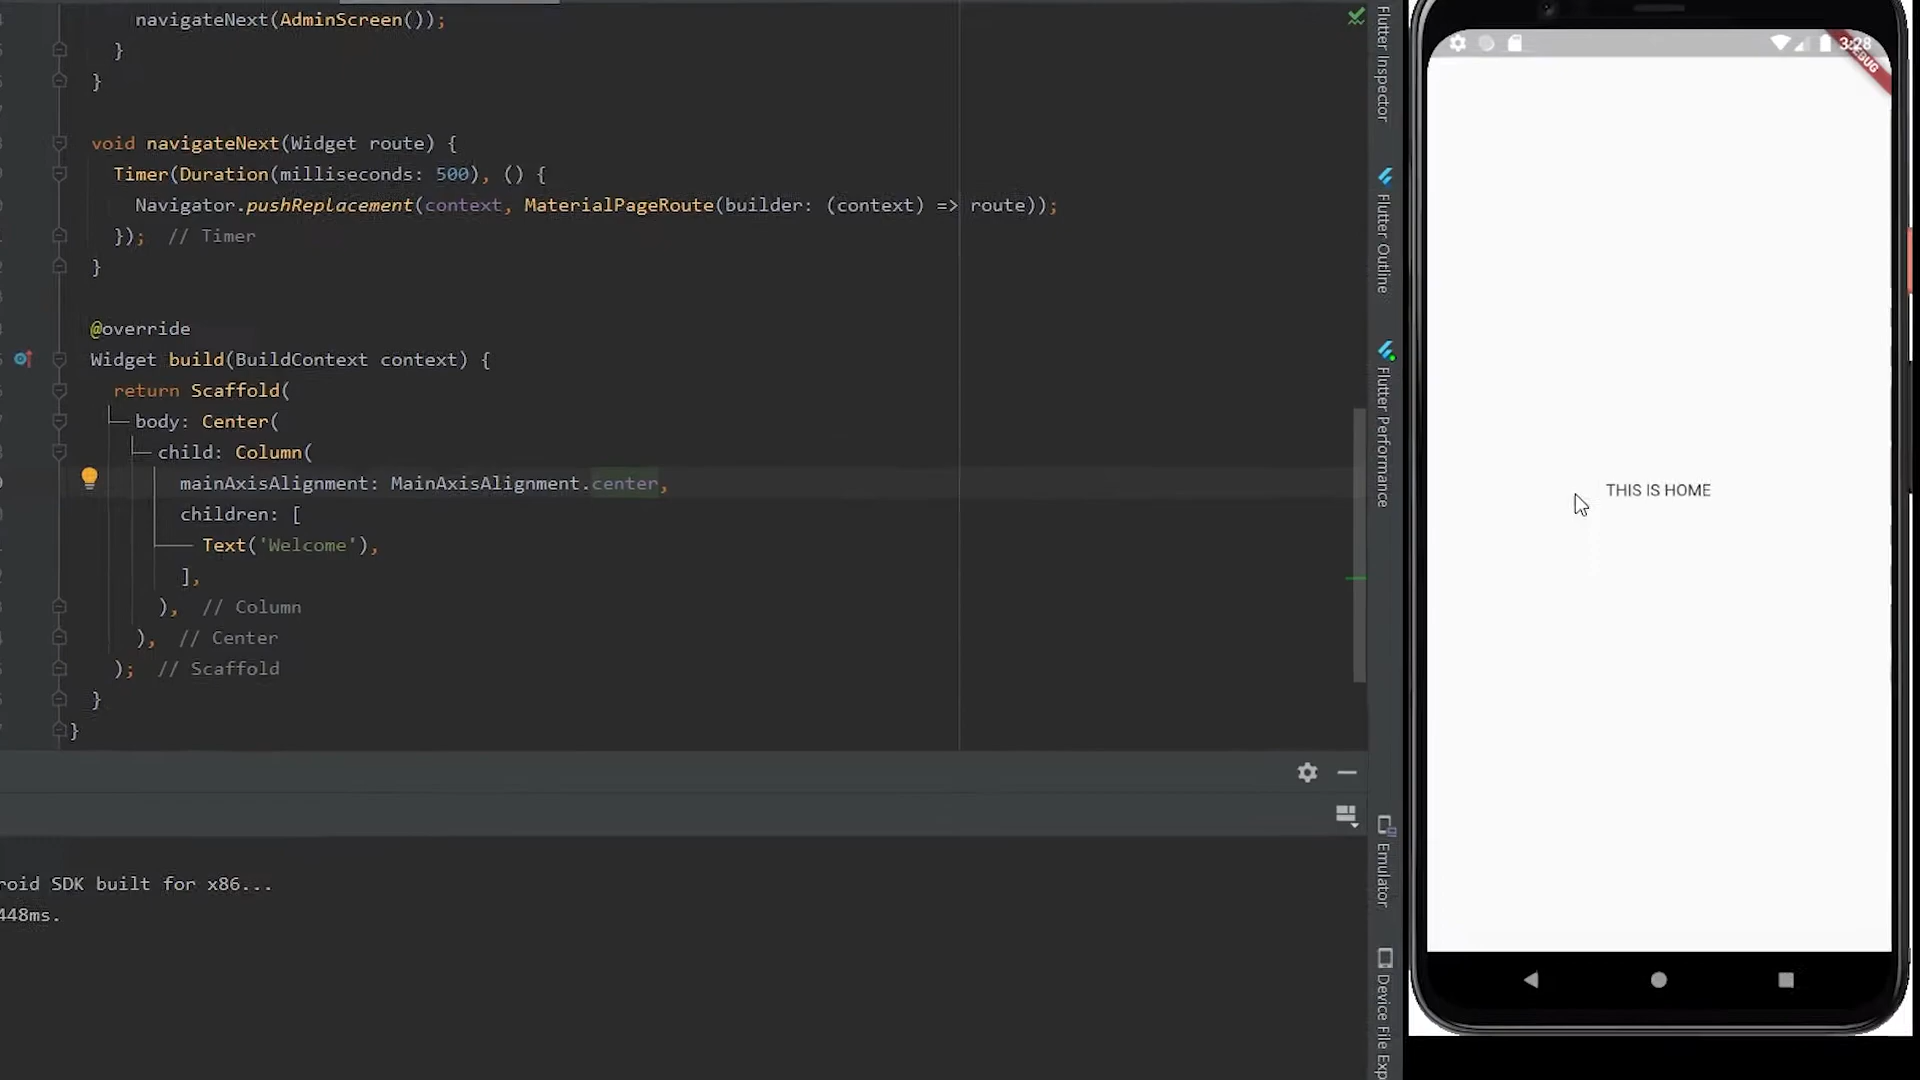 navigateNext(AdminScreen());
}
}
void navigateNext(Widget route) {
Timer(Duration(milliseconds: 500), () {
Navigator.pushReplacement(context, MaterialPageRoute(builder: (context) => route));
}); // Timer
}
@override
Widget build(BuildContext context) {
return Scaffold(
body: Center(
child: Column(
mainAxisAlignment: MainAxisAlignment.center,
children: [
Text('Welcome'),
],
), // Column
), // Center
); // Scaffold
}
}
roid SDK built for x86...
448ms.
Flutter Inspector
Flutter Outline
Flutter Performance
Emulator
Device File Exp
3:28
DEBUG
THIS IS HOME